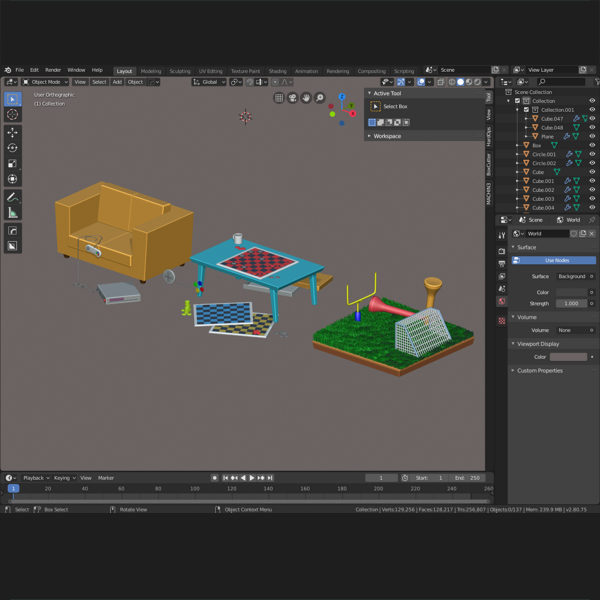 File Edit Render Window Help Layout Modeling Sculpting UV Editing Texture Paint Shading Animation Rendering Compositing Scripting Scene View Layer
Object Mode View Select Add Object Global
User Orthographic
(1) Collection
Active Tool
Select Box
Workspace
Tool
View
HardOps
BoxCutter
MACHIN3
Scene Collection
Collection
Collection.001
Cube.047
Cube.048
Plane
Box
Circle.001
Circle.002
Cube
Cube.001
Cube.002
Cube.003
Cube.004
Scene World
World
Surface
Use Nodes
Surface Background
Color
Strength 1.000
Volume
Volume None
Viewport Display
Color
Custom Properties
Playback Keying View Marker 1 Start: 1 End: 250
1 20 40 60 80 100 120 140 160 180 200 220 240 260
Select Box Select Rotate View Object Context Menu Collection | Verts:129,256 | Faces:128,217 | Tris:256,807 | Objects:0/137 | Mem: 239.9 MB | v2.80.75